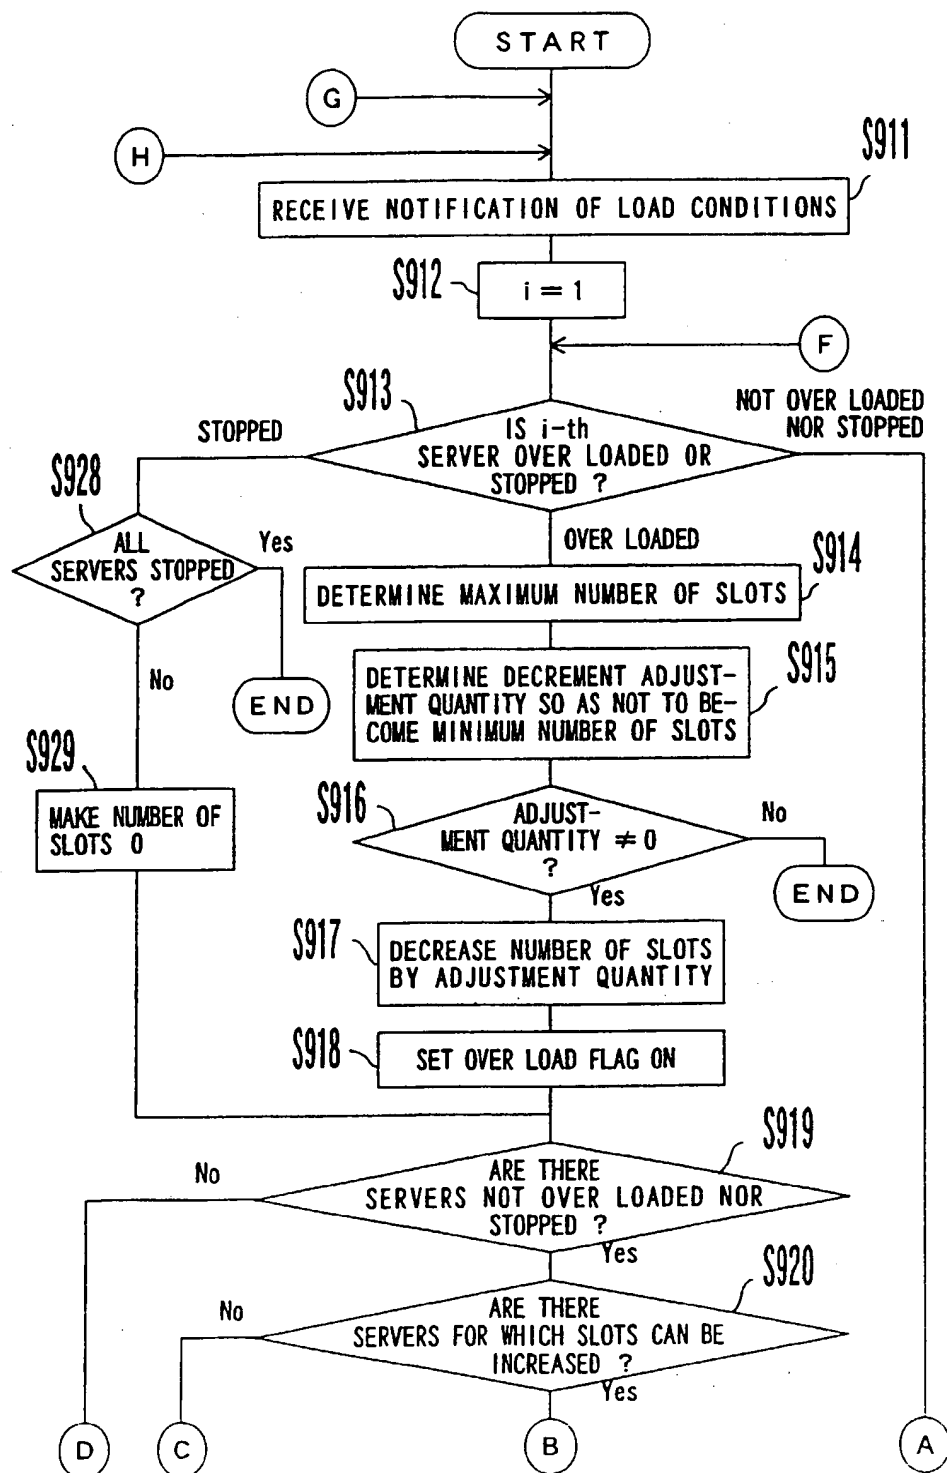 START
G
H
S911
RECEIVE NOTIFICATION OF LOAD CONDITIONS
S912
i = 1
F
S913
STOPPED
IS i-th
SERVER OVER LOADED OR
STOPPED ?
NOT OVER LOADED
NOR STOPPED
S928
ALL
SERVERS STOPPED
?
Yes
No
END
OVER LOADED
S914
DETERMINE MAXIMUM NUMBER OF SLOTS
S915
DETERMINE DECREMENT ADJUST-
MENT QUANTITY SO AS NOT TO BE-
COME MINIMUM NUMBER OF SLOTS
S929
MAKE NUMBER OF
SLOTS 0
S916
ADJUST-
MENT QUANTITY ≠ 0
?
No
END
Yes
S917
DECREASE NUMBER OF SLOTS
BY ADJUSTMENT QUANTITY
S918
SET OVER LOAD FLAG ON
S919
No
ARE THERE
SERVERS NOT OVER LOADED NOR
STOPPED ?
Yes
S920
No
ARE THERE
SERVERS FOR WHICH SLOTS CAN BE
INCREASED ?
Yes
D
C
B
A